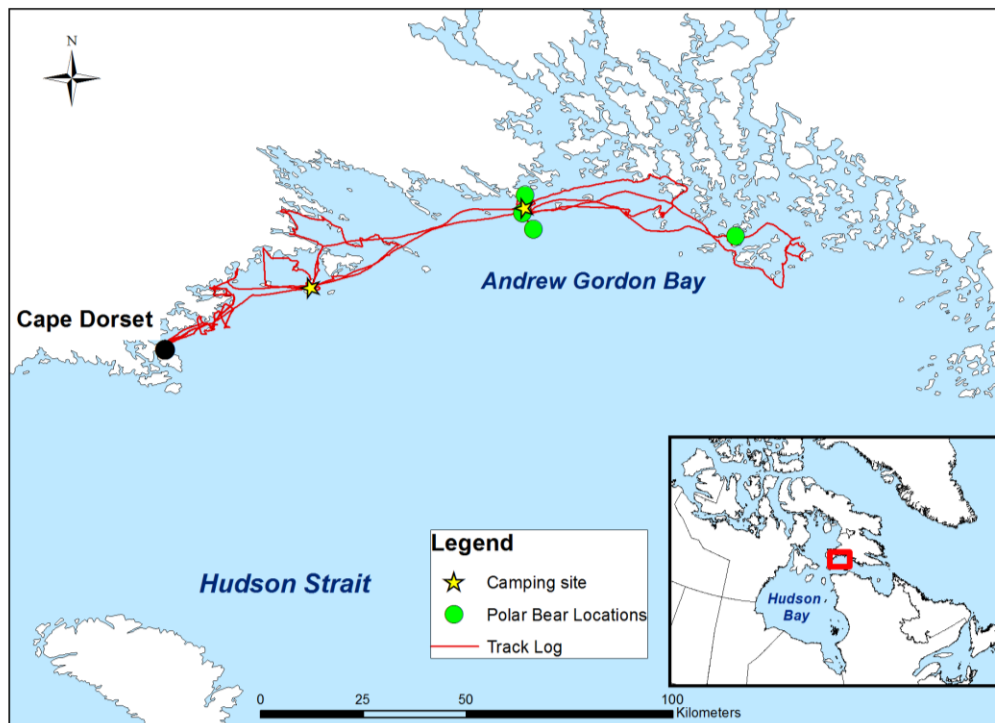 N
Andrew Gordon Bay
Cape Dorset
Hudson Strait
Legend
Camping site
Polar Bear Locations
Track Log
Hudson
Bay
0 50 100
Kilometers